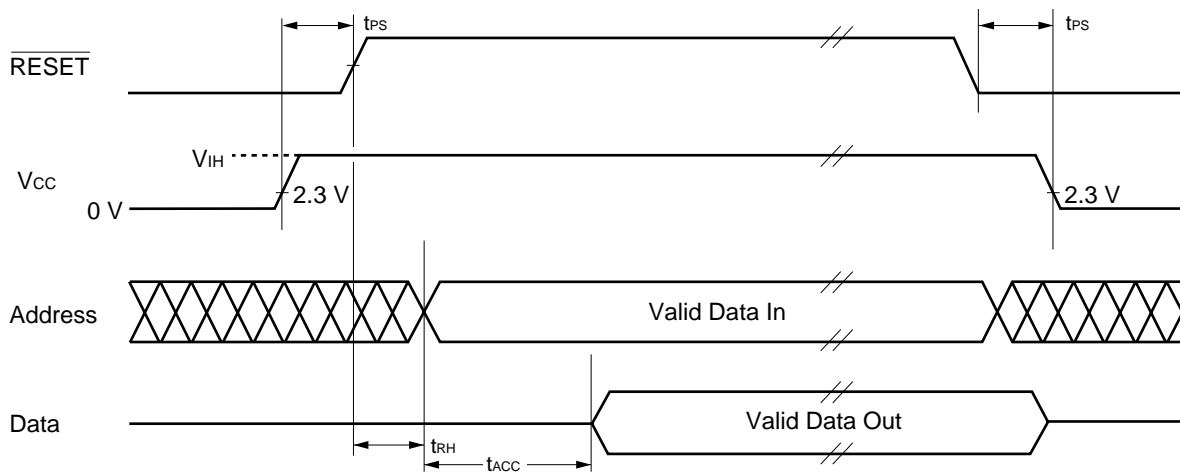 tPS tPS
RESET
VIH
VCC
2.3 V 2.3 V
0 V
Address Valid Data In
Data Valid Data Out
tRH
tACC